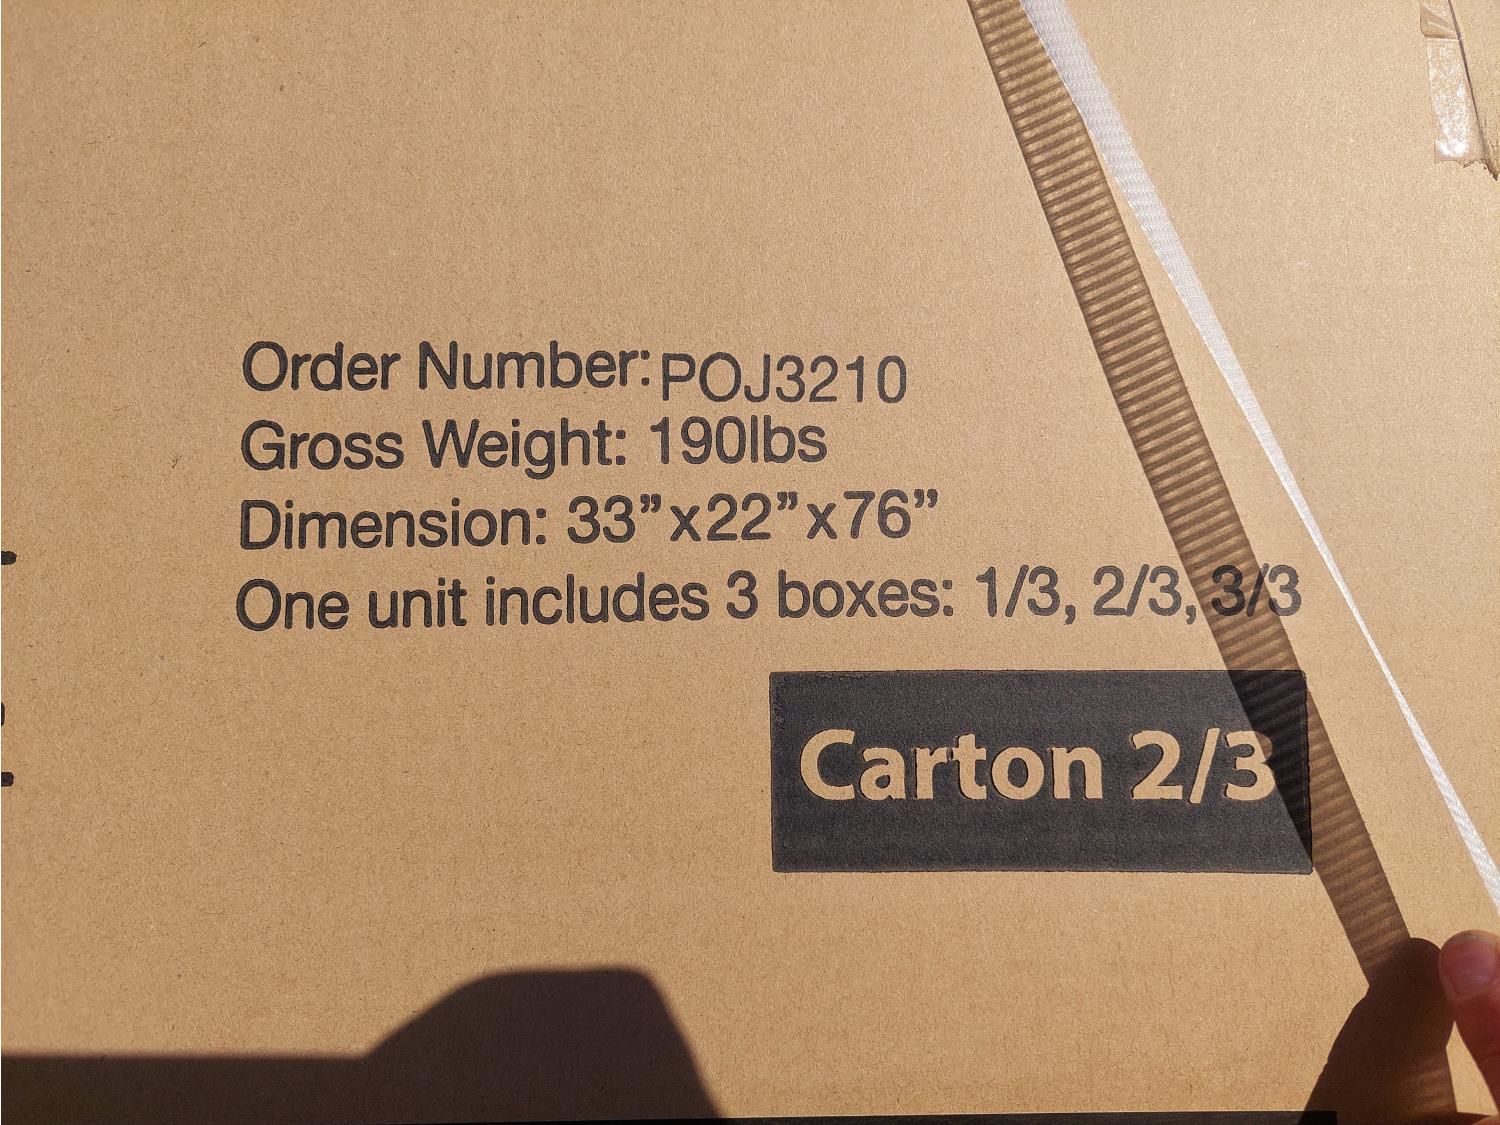 Order Number: POJ3210
Gross Weight: 190lbs
Dimension: 33”x22”x76”
One unit includes 3 boxes: 1/3, 2/3, 3/3
Carton 2/3